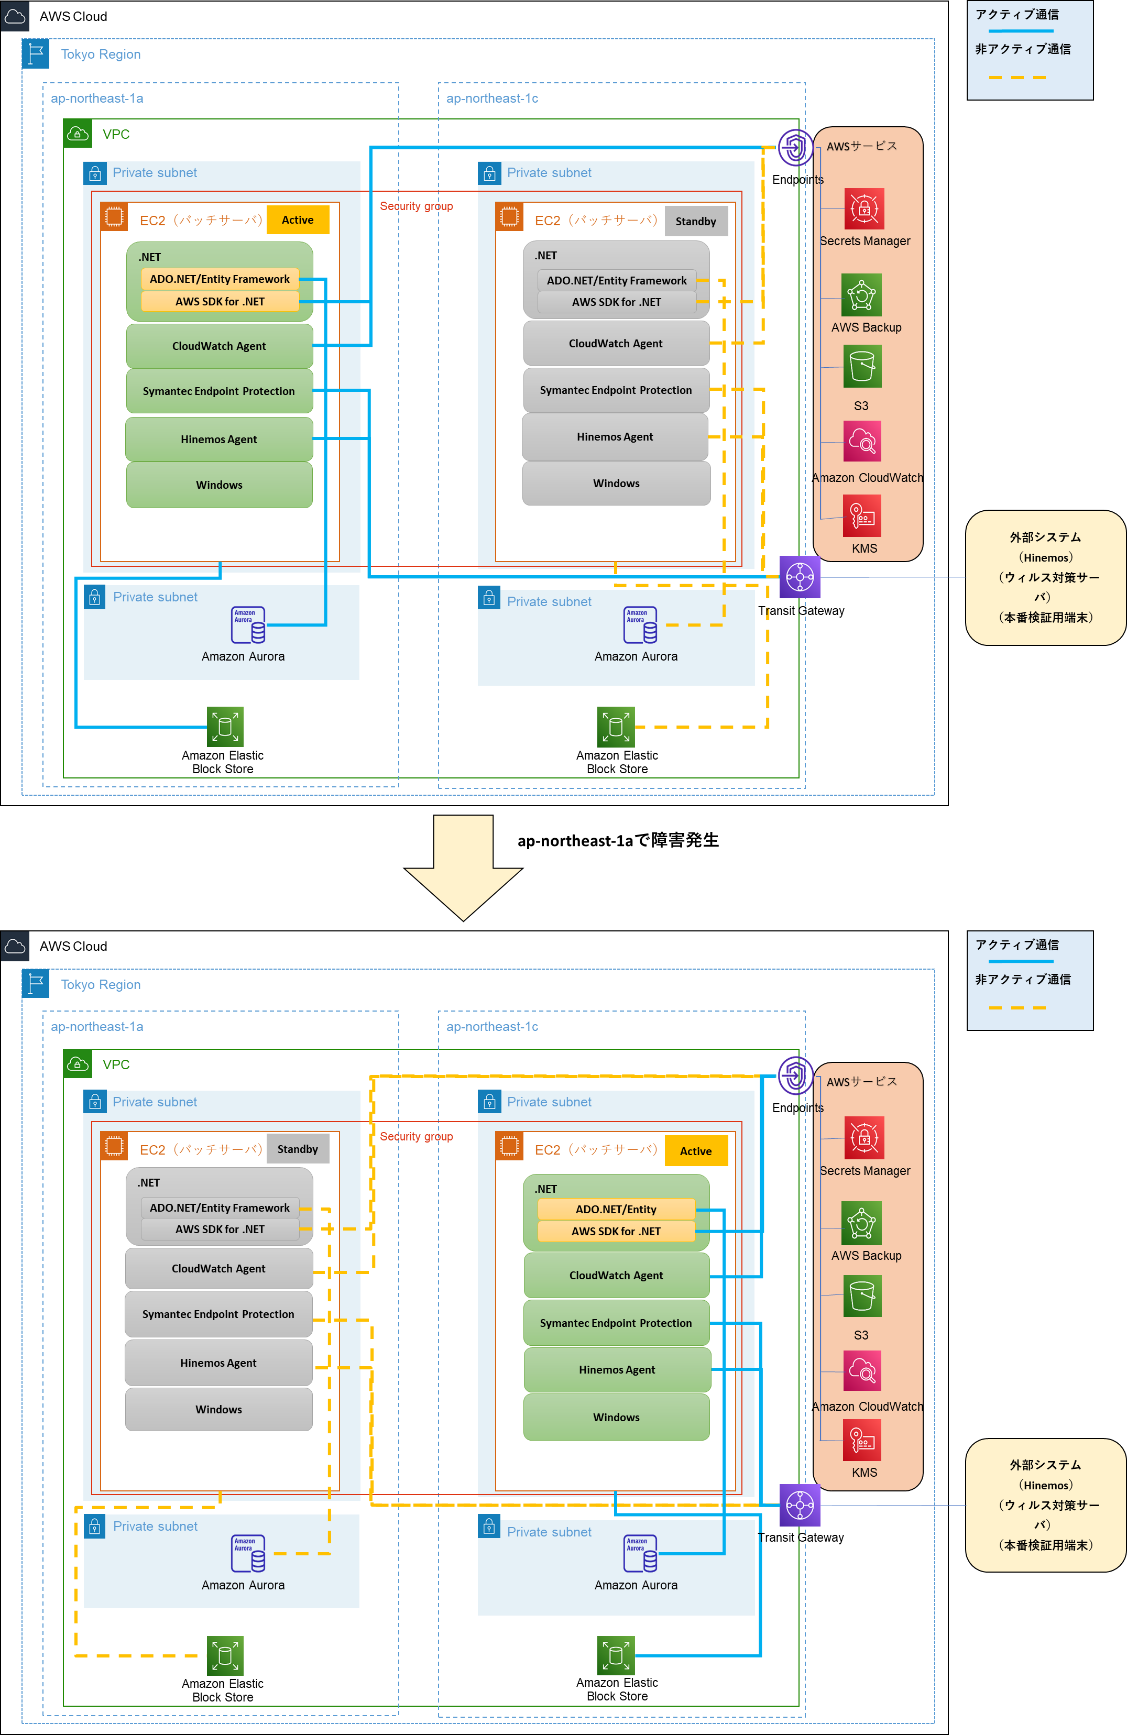 AWS Cloud
アクティブ通信
非アクティブ通信
Tokyo Region
ap-northeast-1a
ap-northeast-1c
VPC
Private subnet
Private subnet
Endpoints
AWSサービス
Security group
EC2（バッチサーバ）
Active
EC2（バッチサーバ）
Standby
.NET
ADO.NET/Entity Framework
AWS SDK for .NET
CloudWatch Agent
Symantec Endpoint Protection
Hinemos Agent
Windows
.NET
ADO.NET/Entity Framework
AWS SDK for .NET
CloudWatch Agent
Symantec Endpoint Protection
Hinemos Agent
Windows
Secrets Manager
AWS Backup
S3
Amazon CloudWatch
KMS
外部システム
（Hinemos）
（ウィルス対策サー
バ）
（本番検証用端末）
Transit Gateway
Private subnet
Amazon
Aurora
Amazon Aurora
Private subnet
Amazon
Aurora
Amazon Aurora
Amazon Elastic
Block Store
Amazon Elastic
Block Store
ap-northeast-1aで障害発生
AWS Cloud
アクティブ通信
非アクティブ通信
Tokyo Region
ap-northeast-1a
ap-northeast-1c
VPC
Private subnet
Private subnet
Endpoints
AWSサービス
Security group
EC2（バッチサーバ）
Standby
EC2（バッチサーバ）
Active
.NET
ADO.NET/Entity Framework
AWS SDK for .NET
CloudWatch Agent
Symantec Endpoint Protection
Hinemos Agent
Windows
.NET
ADO.NET/Entity
AWS SDK for .NET
CloudWatch Agent
Symantec Endpoint Protection
Hinemos Agent
Windows
Secrets Manager
AWS Backup
S3
Amazon CloudWatch
KMS
外部システム
（Hinemos）
（ウィルス対策サー
バ）
（本番検証用端末）
Transit Gateway
Private subnet
Amazon
Aurora
Amazon Aurora
Private subnet
Amazon
Aurora
Amazon Aurora
Amazon Elastic
Block Store
Amazon Elastic
Block Store